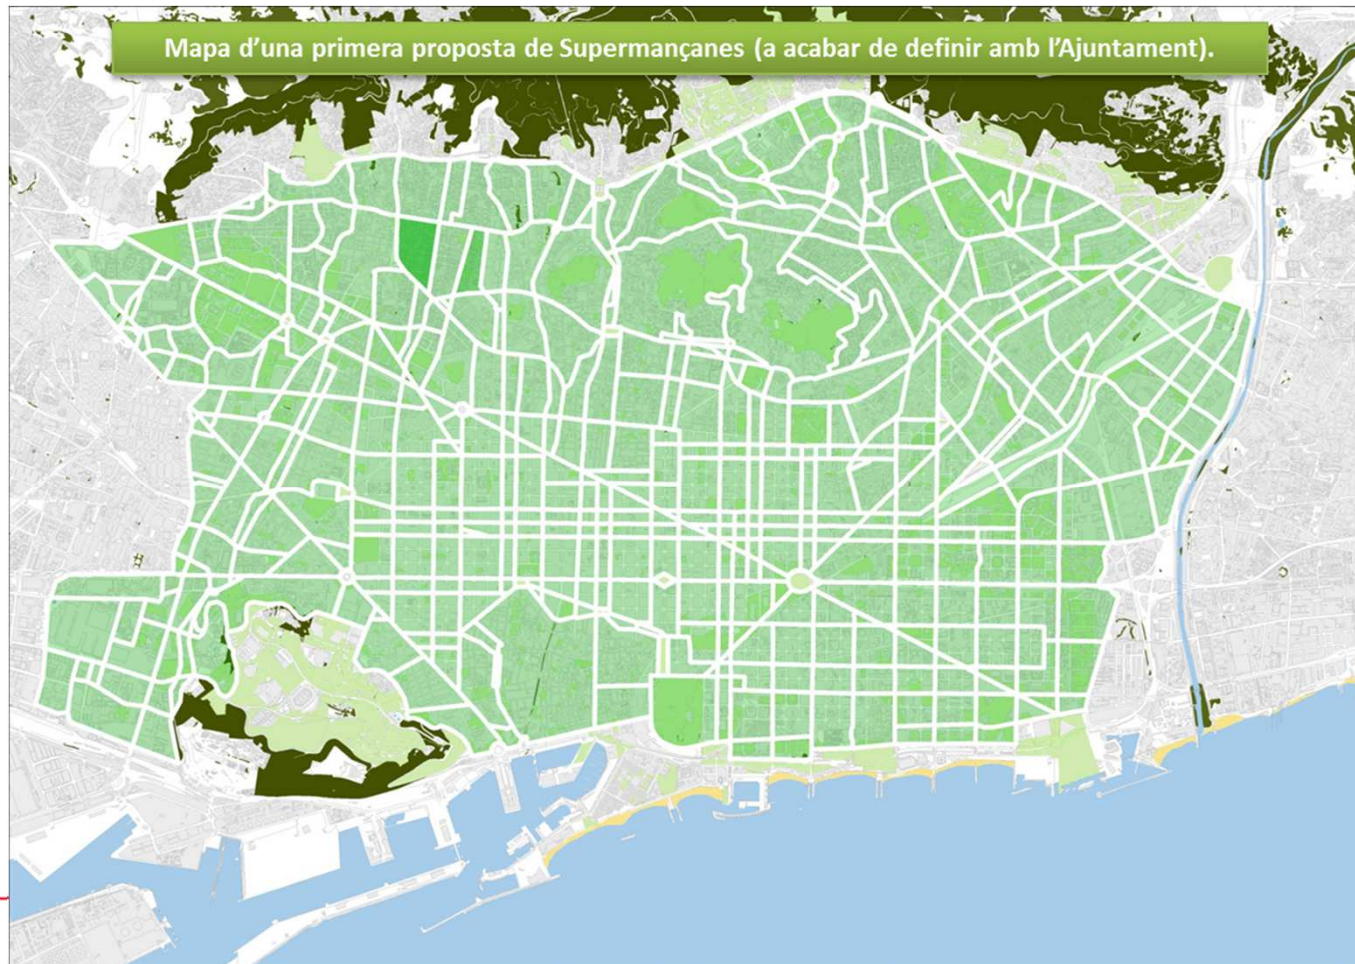 Mapa d’una primera proposta de Supermançanes (a acabar de definir amb l’Ajuntament).